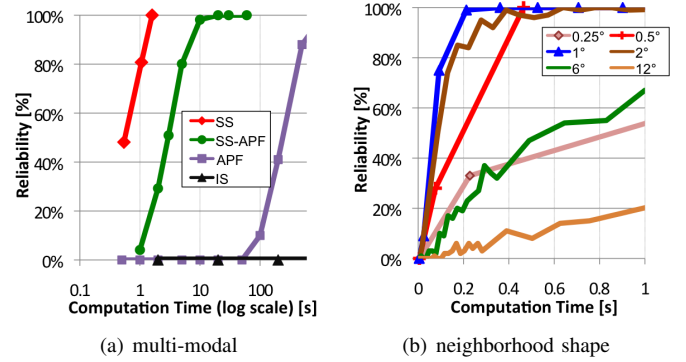 100%
80%
60%
40%
20%
0%
Reliability [%]
SS
SS-APF
APF
IS
0.1 1 10 100
Computation Time (log scale) [s]
(a) multi-modal
100%
80%
60%
40%
20%
0%
Reliability [%]
0.25° 0.5°
1° 2°
6° 12°
0 0.2 0.4 0.6 0.8 1
Computation Time [s]
(b) neighborhood shape